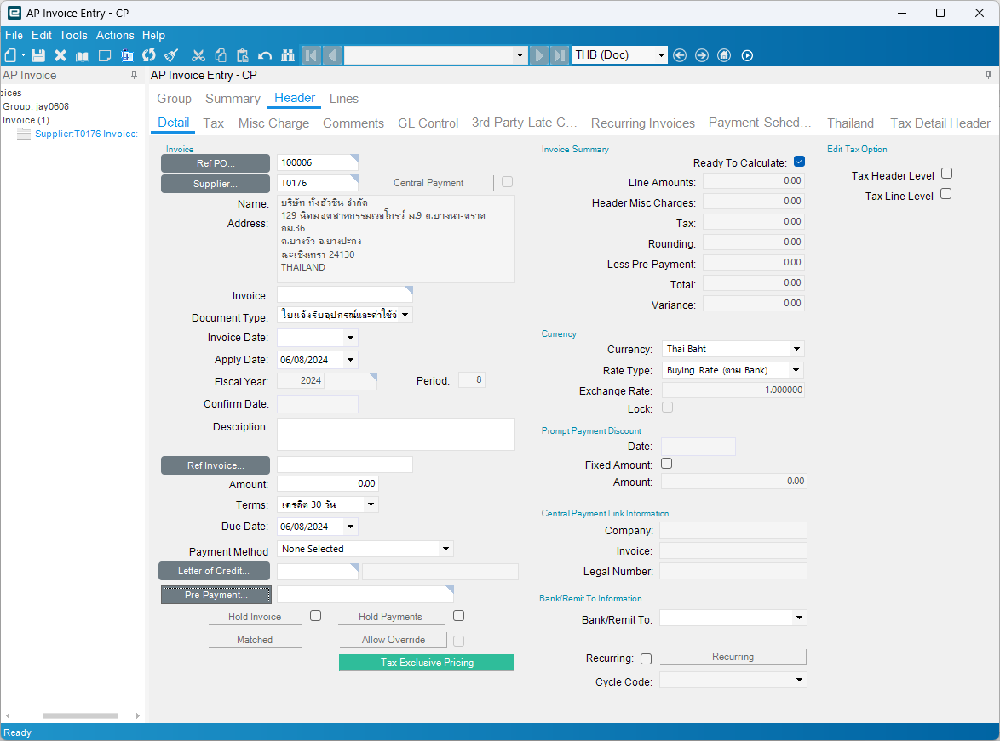 AP Invoice Entry - CP
File Edit Tools Actions Help
THB (Doc)
AP Invoice
AP Invoice Entry - CP
oices
Group: jay0608
Invoice (1)
Supplier:T0176 Invoice:
Group Summary Header Lines
Detail Tax Misc Charge Comments GL Control 3rd Party Late C... Recurring Invoices Payment Sched... Thailand Tax Detail Header
Invoice
Ref PO... 100006
Supplier... T0176 Central Payment
Name: บริษัท ทั้งฮั่วซิน จำกัด
Address: 129 นิคมอุตสาหกรรมเวลโกรว์ ม.9 ถ.บางนา-ตราด
กม.36
ต.บางวัว อ.บางปะกง
ฉะเชิงเทรา 24130
THAILAND
Invoice:
Document Type: ใบแจ้งรับอุปกรณ์และค่าใช้จ่
Invoice Date:
Apply Date: 06/08/2024
Fiscal Year: 2024 Period: 8
Confirm Date:
Description:
Ref Invoice...
Amount: 0.00
Terms: เครดิต 30 วัน
Due Date: 06/08/2024
Payment Method None Selected
Letter of Credit...
Pre-Payment...
Hold Invoice Hold Payments
Matched Allow Override
Tax Exclusive Pricing
Invoice Summary
Ready To Calculate:
Line Amounts: 0.00
Header Misc Charges: 0.00
Tax: 0.00
Rounding: 0.00
Less Pre-Payment: 0.00
Total: 0.00
Variance: 0.00
Currency
Currency: Thai Baht
Rate Type: Buying Rate (ตาม Bank)
Exchange Rate: 1.000000
Lock:
Prompt Payment Discount
Date:
Fixed Amount:
Amount: 0.00
Central Payment Link Information
Company:
Invoice:
Legal Number:
Bank/Remit To Information
Bank/Remit To:
Recurring: Recurring
Cycle Code:
Edit Tax Option
Tax Header Level
Tax Line Level
Ready